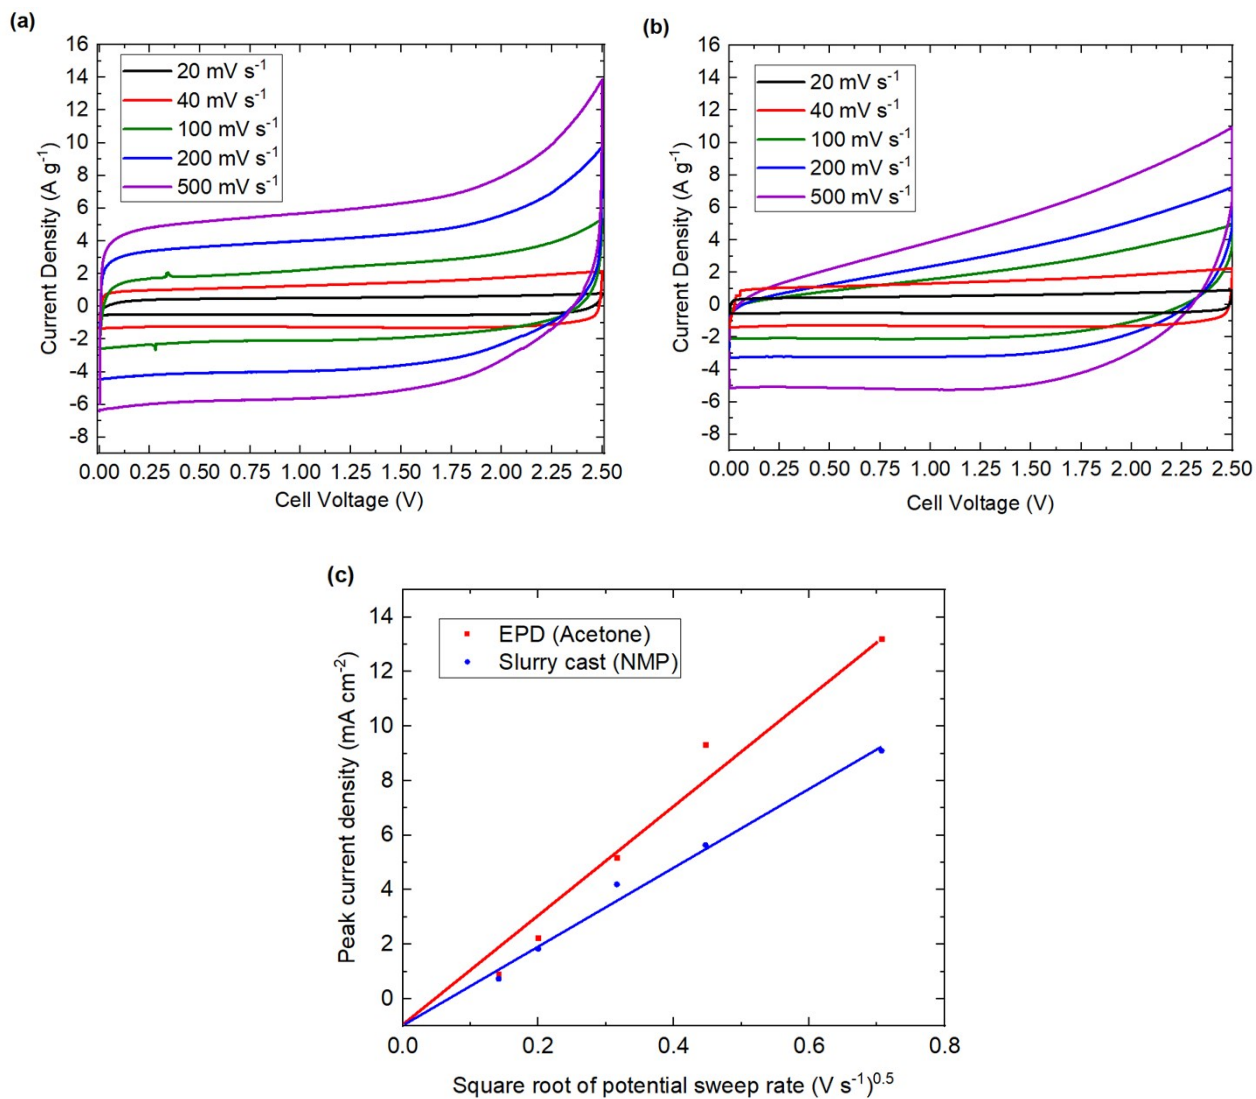 (a)
16
14
12
10
8
6
4
2
0
-2
-4
-6
-8
Current Density (A g⁻¹)
20 mV s⁻¹
40 mV s⁻¹
100 mV s⁻¹
200 mV s⁻¹
500 mV s⁻¹
0.00 0.25 0.50 0.75 1.00 1.25 1.50 1.75 2.00 2.25 2.50
Cell Voltage (V)
(b)
16
14
12
10
8
6
4
2
0
-2
-4
-6
-8
Current Density (A g⁻¹)
20 mV s⁻¹
40 mV s⁻¹
100 mV s⁻¹
200 mV s⁻¹
500 mV s⁻¹
0.00 0.25 0.50 0.75 1.00 1.25 1.50 1.75 2.00 2.25 2.50
Cell Voltage (V)
(c)
14
12
10
8
6
4
2
0
Peak current density (mA cm⁻²)
EPD (Acetone)
Slurry cast (NMP)
0.0 0.2 0.4 0.6 0.8
Square root of potential sweep rate (V s⁻¹)⁰·⁵